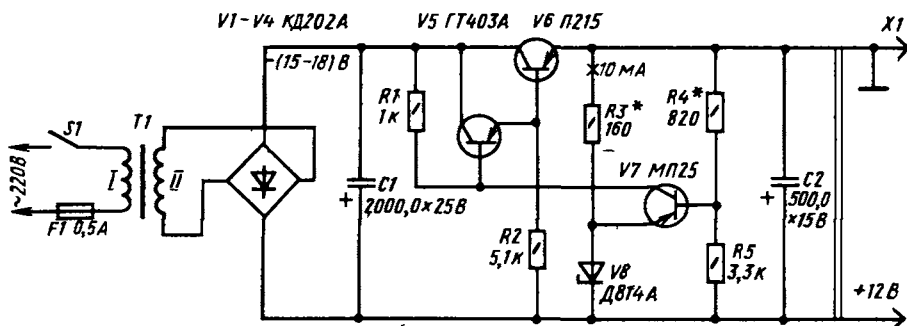 V1-V4 КД202А
V5 ГТ403А
V6 П215
X1
-(15-18)В
×10 мА
R1
1к
R3*
160
R4*
820
S1
T1
~220В
I
II
V7 МП25
+
C1
2000,0×25В
+
C2
500,0
×15В
F1 0,5А
R2
5,1к
V8
Д814А
R5
3,3к
+12В